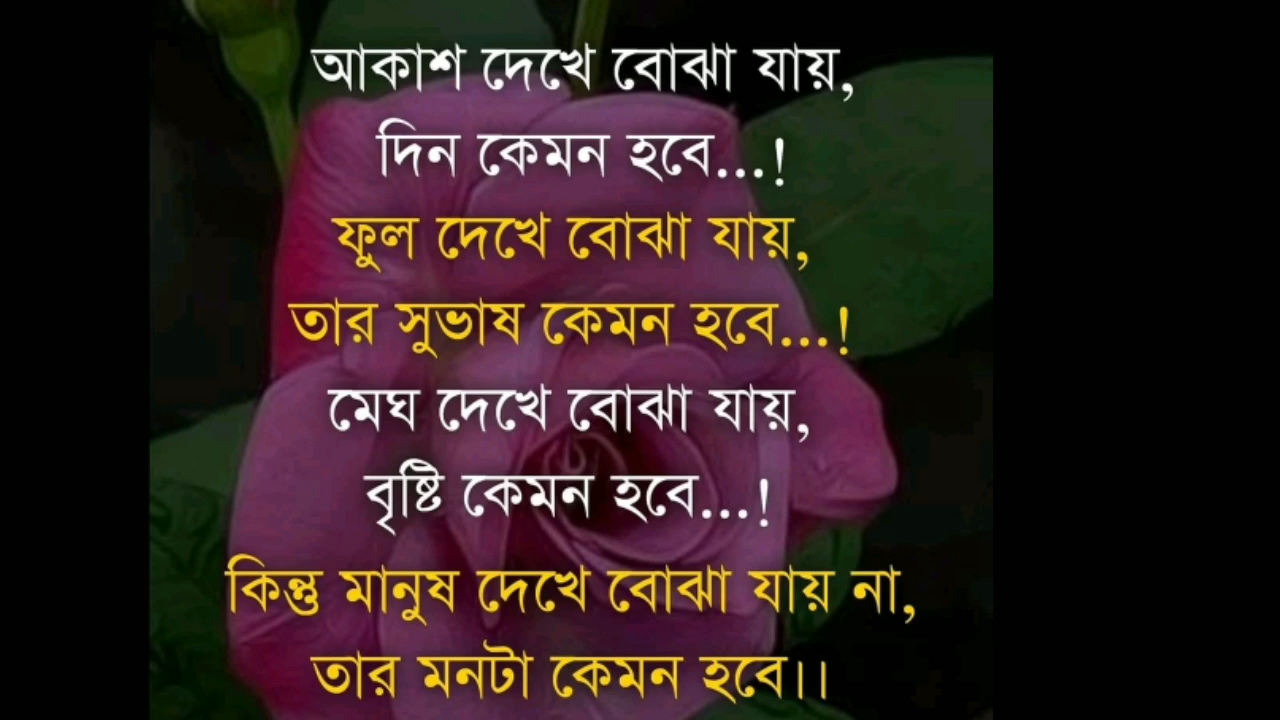 আকাশ দেখে বোঝা যায়,
দিন কেমন হবে...!
ফুল দেখে বোঝা যায়,
তার সুভাষ কেমন হবে...!
মেঘ দেখে বোঝা যায়,
বৃষ্টি কেমন হবে...!
কিন্তু মানুষ দেখে বোঝা যায় না,
তার মনটা কেমন হবে।।